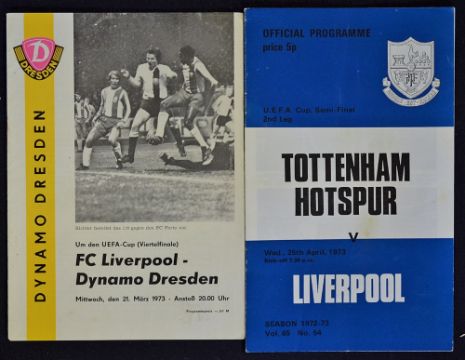 DRESDEN
DYNAMO DRESDEN
Um den UEFA-Cup (Viertelfinale)
FC Liverpool -
Dynamo Dresden
Mittwoch, den 21. März 1973 - Anstoß 20.00 Uhr
OFFICIAL PROGRAMME
price 5p
U.E.F.A. Cup, Semi-Final
2nd Leg
TOTTENHAM
HOTSPUR
V
Wed., 25th April, 1973
LIVERPOOL
SEASON 1972-73
Vol. 65 No. 54